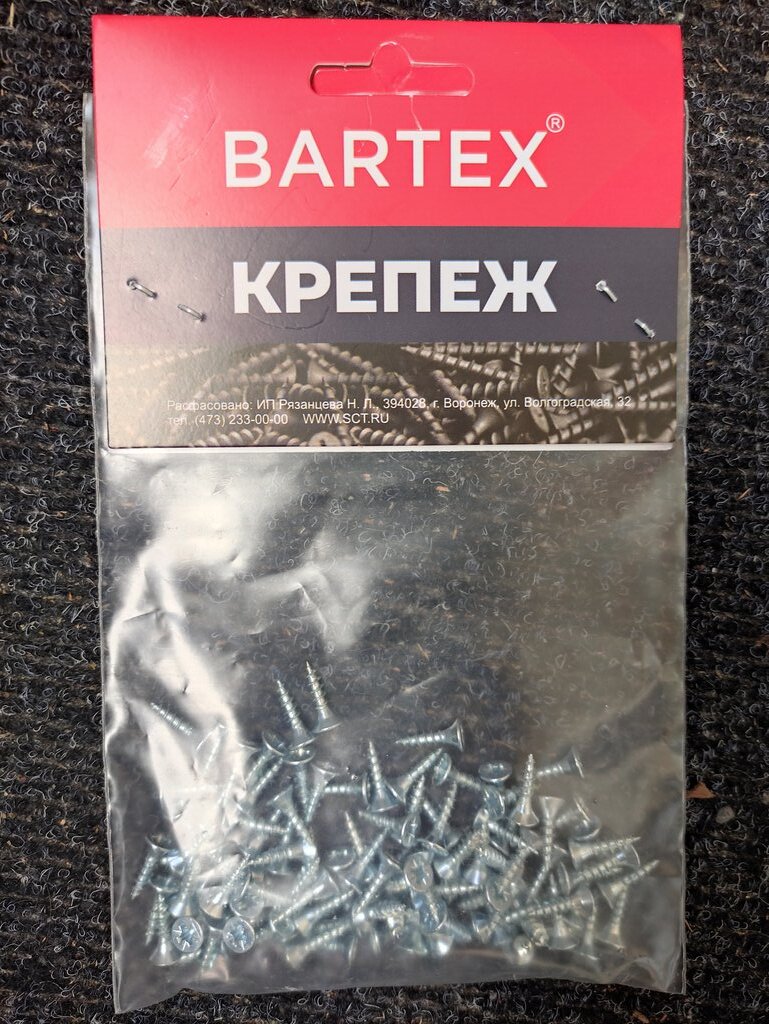 BARTEX®
КРЕПЕЖ
Расфасовано: ИП Рязанцева Н. Л., 394028, г. Воронеж, ул. Волгоградская, 32
тел. (473) 233-00-00 WWW.SCT.RU